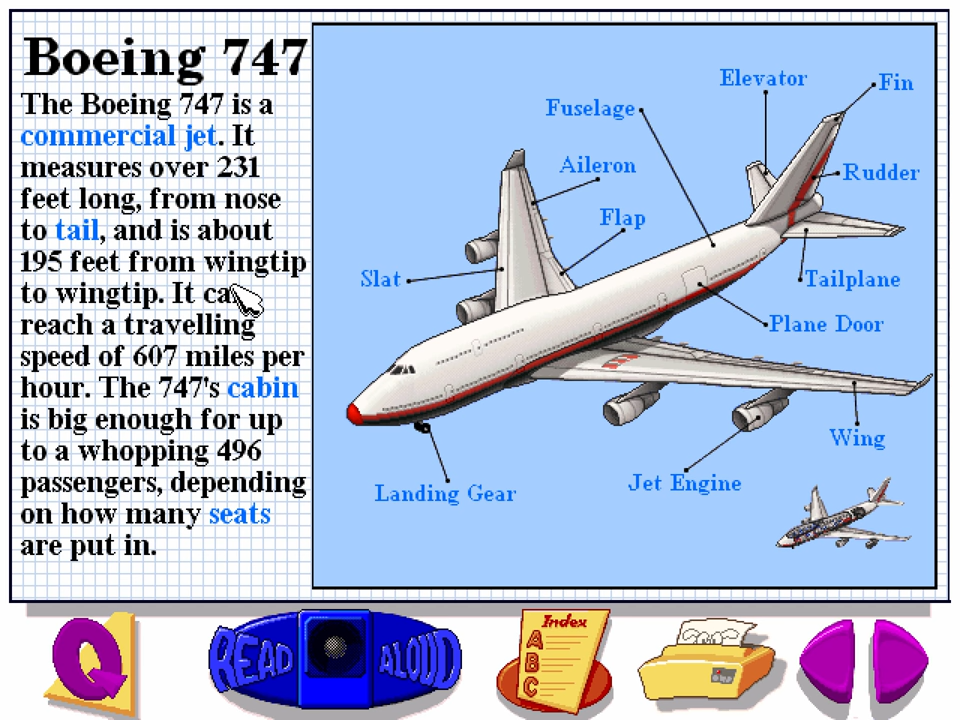 Boeing 747
The Boeing 747 is a
commercial jet. It
measures over 231
feet long, from nose
to tail, and is about
195 feet from wingtip
to wingtip. It ca
reach a travelling
speed of 607 miles per
hour. The 747's cabin
is big enough for up
to a whopping 496
passengers, depending
on how many seats
are put in.
Elevator
Fin
Fuselage
Aileron
Rudder
Flap
Slat
Tailplane
Plane Door
Wing
Jet Engine
Landing Gear
Q
READ ALOUD
Index
A
B
C